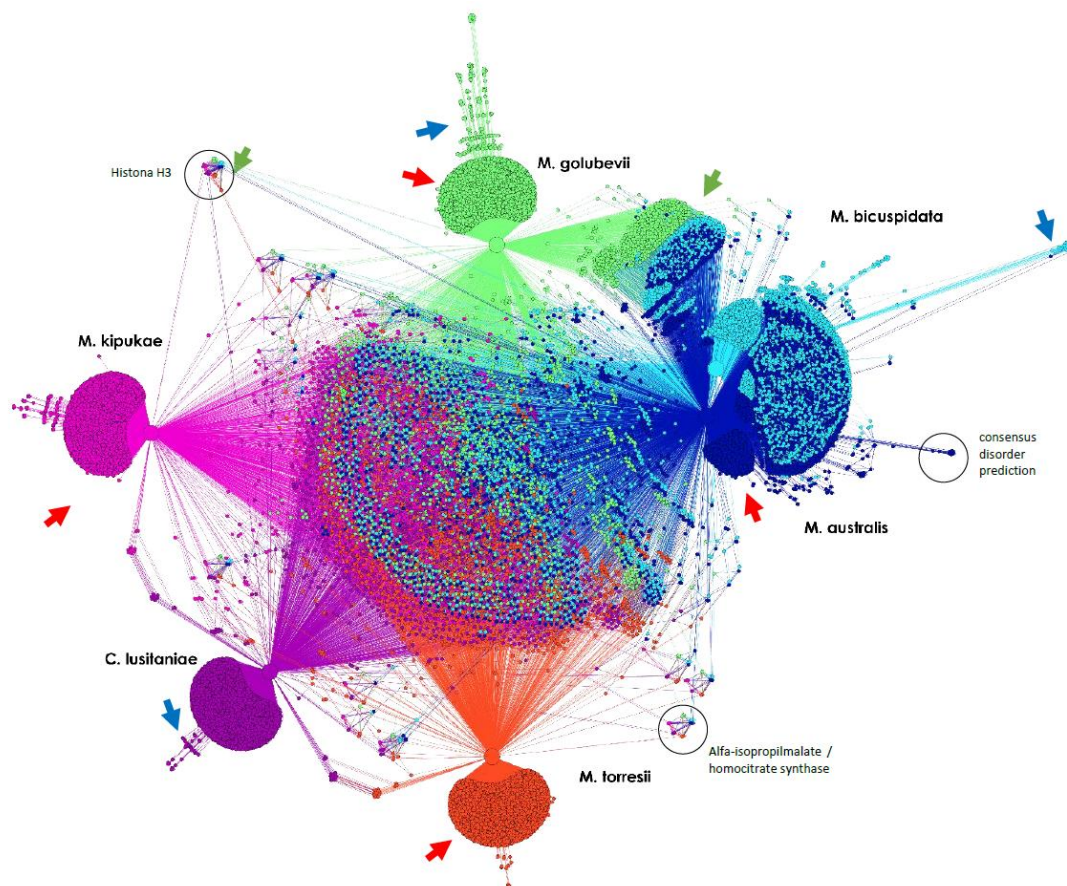 M. golubevii
Histona H3
M. bicuspidata
M. kipukae
consensus
disorder
prediction
M. australis
C. lusitaniae
Alfa-isopropilmalate /
homocitrate synthase
M. torresii